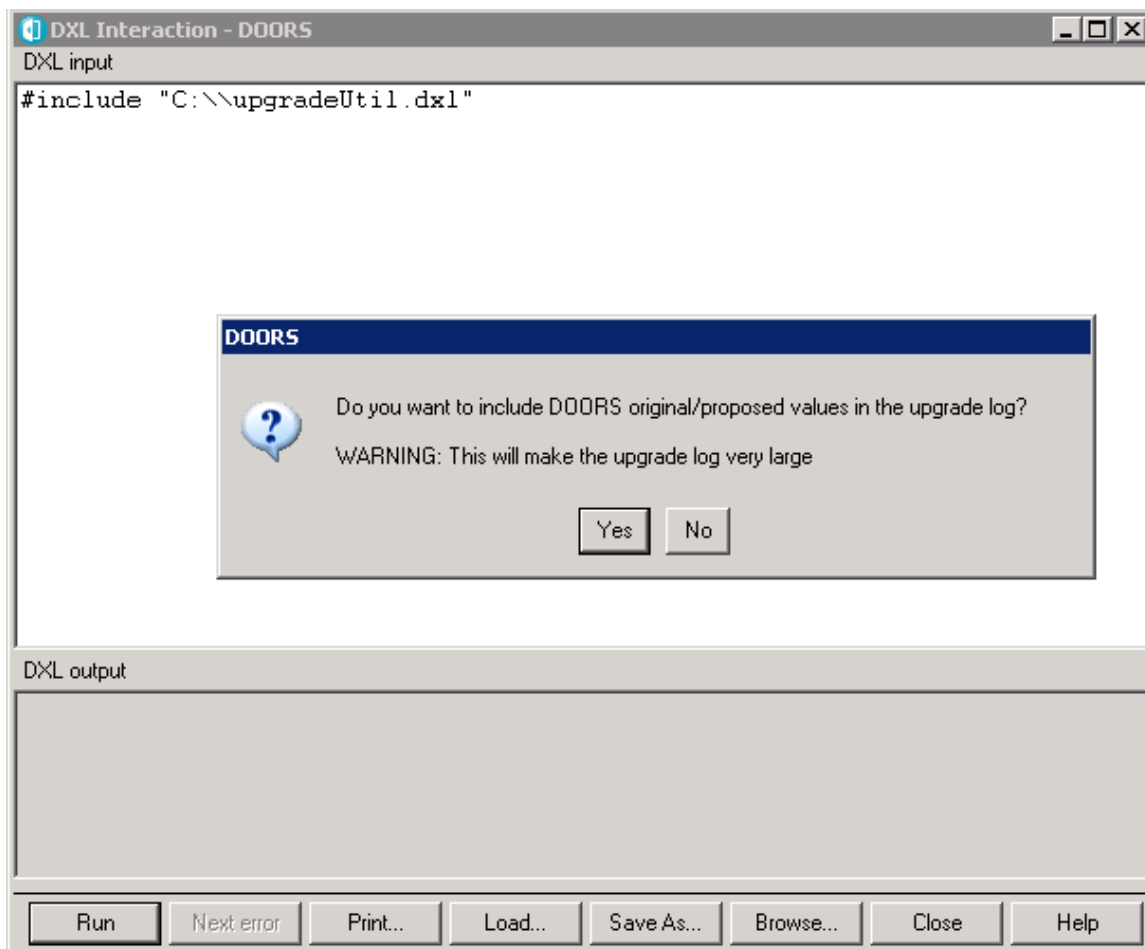 DXL Interaction - DOORS
DXL input
#include "C:\\upgradeUtil.dxl"
DOORS
Do you want to include DOORS original/proposed values in the upgrade log?
WARNING: This will make the upgrade log very large
Yes No
DXL output
Run Next error Print... Load... Save As... Browse... Close Help